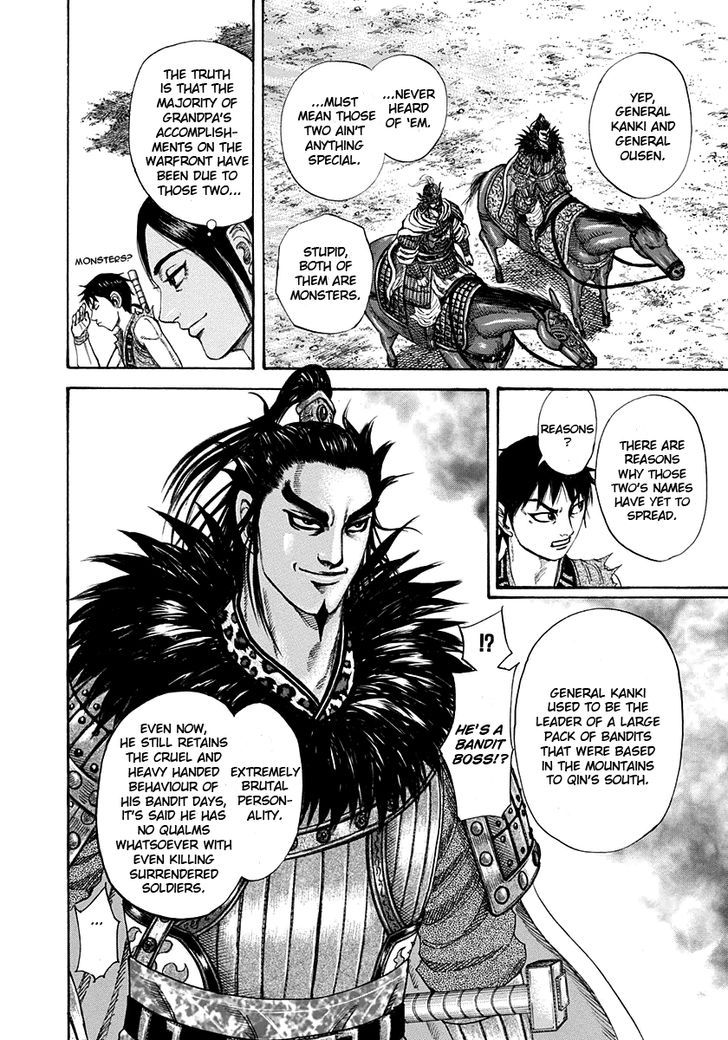 YEP,
GENERAL
KANKI AND
GENERAL
OUSEN.
...NEVER
HEARD
OF 'EM.
...MUST
MEAN THOSE
TWO AIN'T
ANYTHING
SPECIAL.
STUPID,
BOTH OF
THEM ARE
MONSTERS.
THE TRUTH
IS THAT THE
MAJORITY OF
GRANDPA'S
ACCOMPLISH-
MENTS ON
THE
WARFRONT HAVE
BEEN DUE TO
THOSE TWO...
MONSTERS?
THERE ARE
REASONS
WHY THOSE
TWO'S NAMES
HAVE YET TO
SPREAD.
REASONS
?
GENERAL KANKI
USED TO BE THE
LEADER OF A LARGE
PACK OF BANDITS
THAT WERE BASED
IN THE MOUNTAINS
TO QIN'S SOUTH.
!?
HE'S A
BANDIT
BOSS!?
EXTREMELY
BRUTAL
PERSON-
ALITY.
EVEN NOW,
HE STILL RETAINS
THE CRUEL AND
HEAVY HANDED
BEHAVIOUR OF
HIS BANDIT DAYS,
IT'S SAID HE HAS
NO QUALMS
WHATSOEVER WITH
EVEN KILLING
SURRENDERED
SOLDIERS.
...